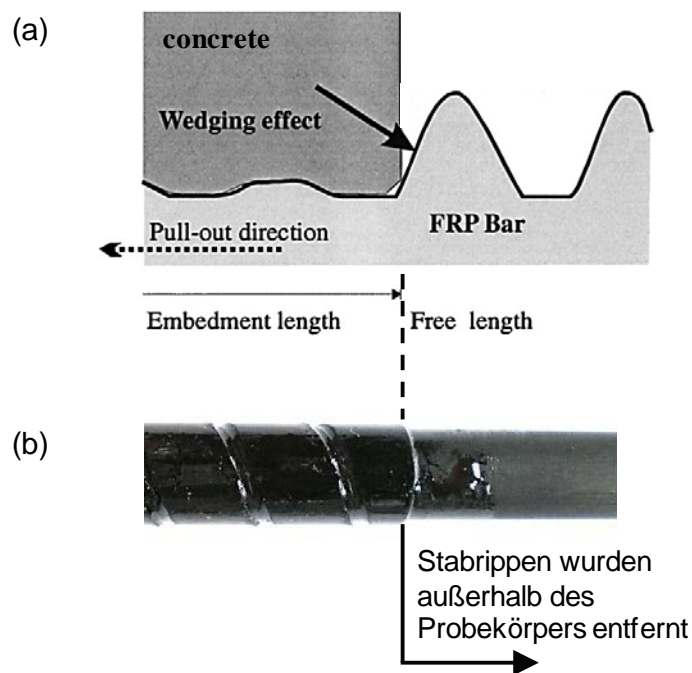 (a)
concrete
Wedging effect
Pull-out direction
FRP Bar
Embedment length
Free length
(b)
Stabrippen wurden
außerhalb des
Probekörpers entfernt